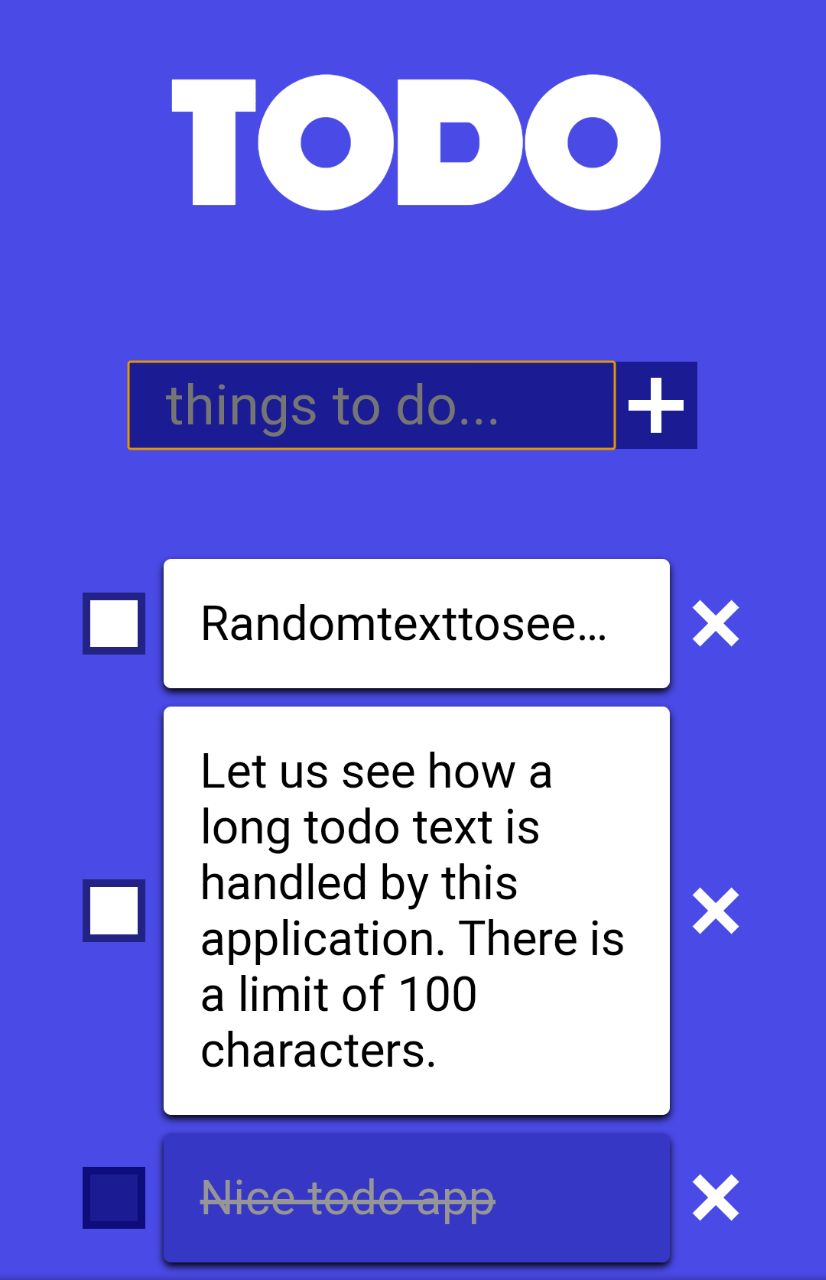 TODO
things to do...
Randomtexttosee...
Let us see how a
long todo text is
handled by this
application. There is
a limit of 100
characters.
Nice todo app